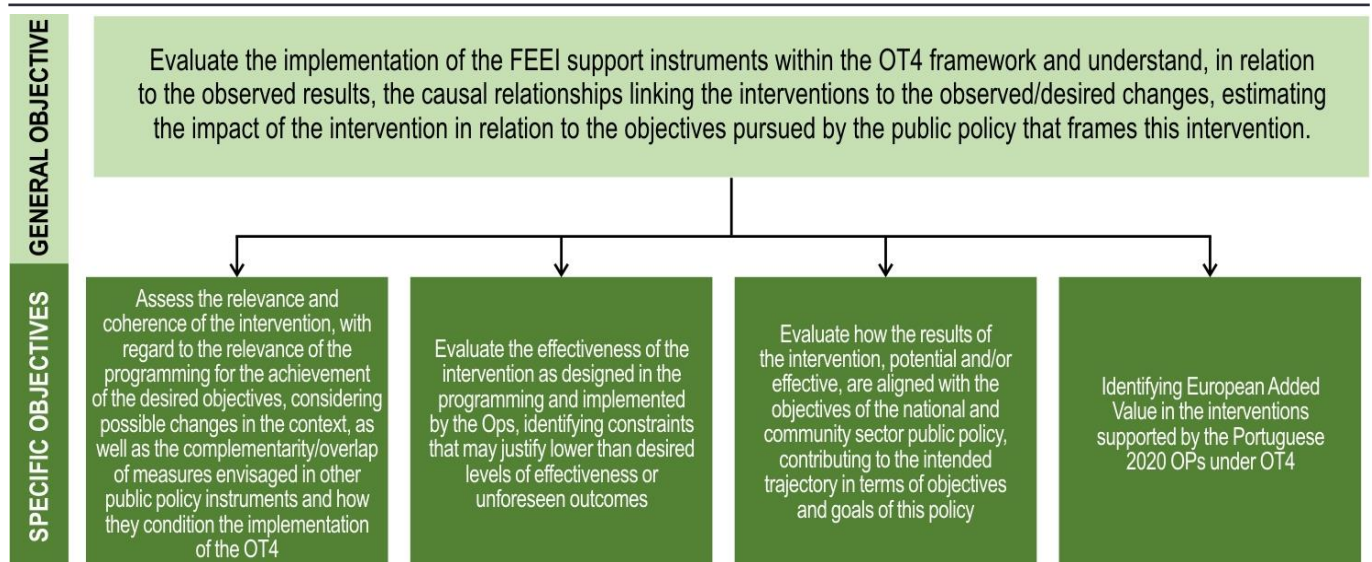 GENERAL OBJECTIVE
Evaluate the implementation of the FEEI support instruments within the OT4 framework and understand, in relation
to the observed results, the causal relationships linking the interventions to the observed/desired changes, estimating
the impact of the intervention in relation to the objectives pursued by the public policy that frames this intervention.
SPECIFIC OBJECTIVES
Assess the relevance and
coherence of the intervention, with
regard to the relevance of the
programming for the achievement
of the desired objectives, considering
possible changes in the context, as
well as the complementarity/overlap
of measures envisaged in other
public policy instruments and how
they condition the implementation
of the OT4
Evaluate the effectiveness of the
intervention as designed in the
programming and implemented
by the Ops, identifying constraints
that may justify lower than desired
levels of effectiveness or
unforeseen outcomes
Evaluate how the results of
the intervention, potential and/or
effective, are aligned with the
objectives of the national and
community sector public policy,
contributing to the intended
trajectory in terms of objectives
and goals of this policy
Identifying European Added
Value in the interventions
supported by the Portuguese
2020 OPs under OT4